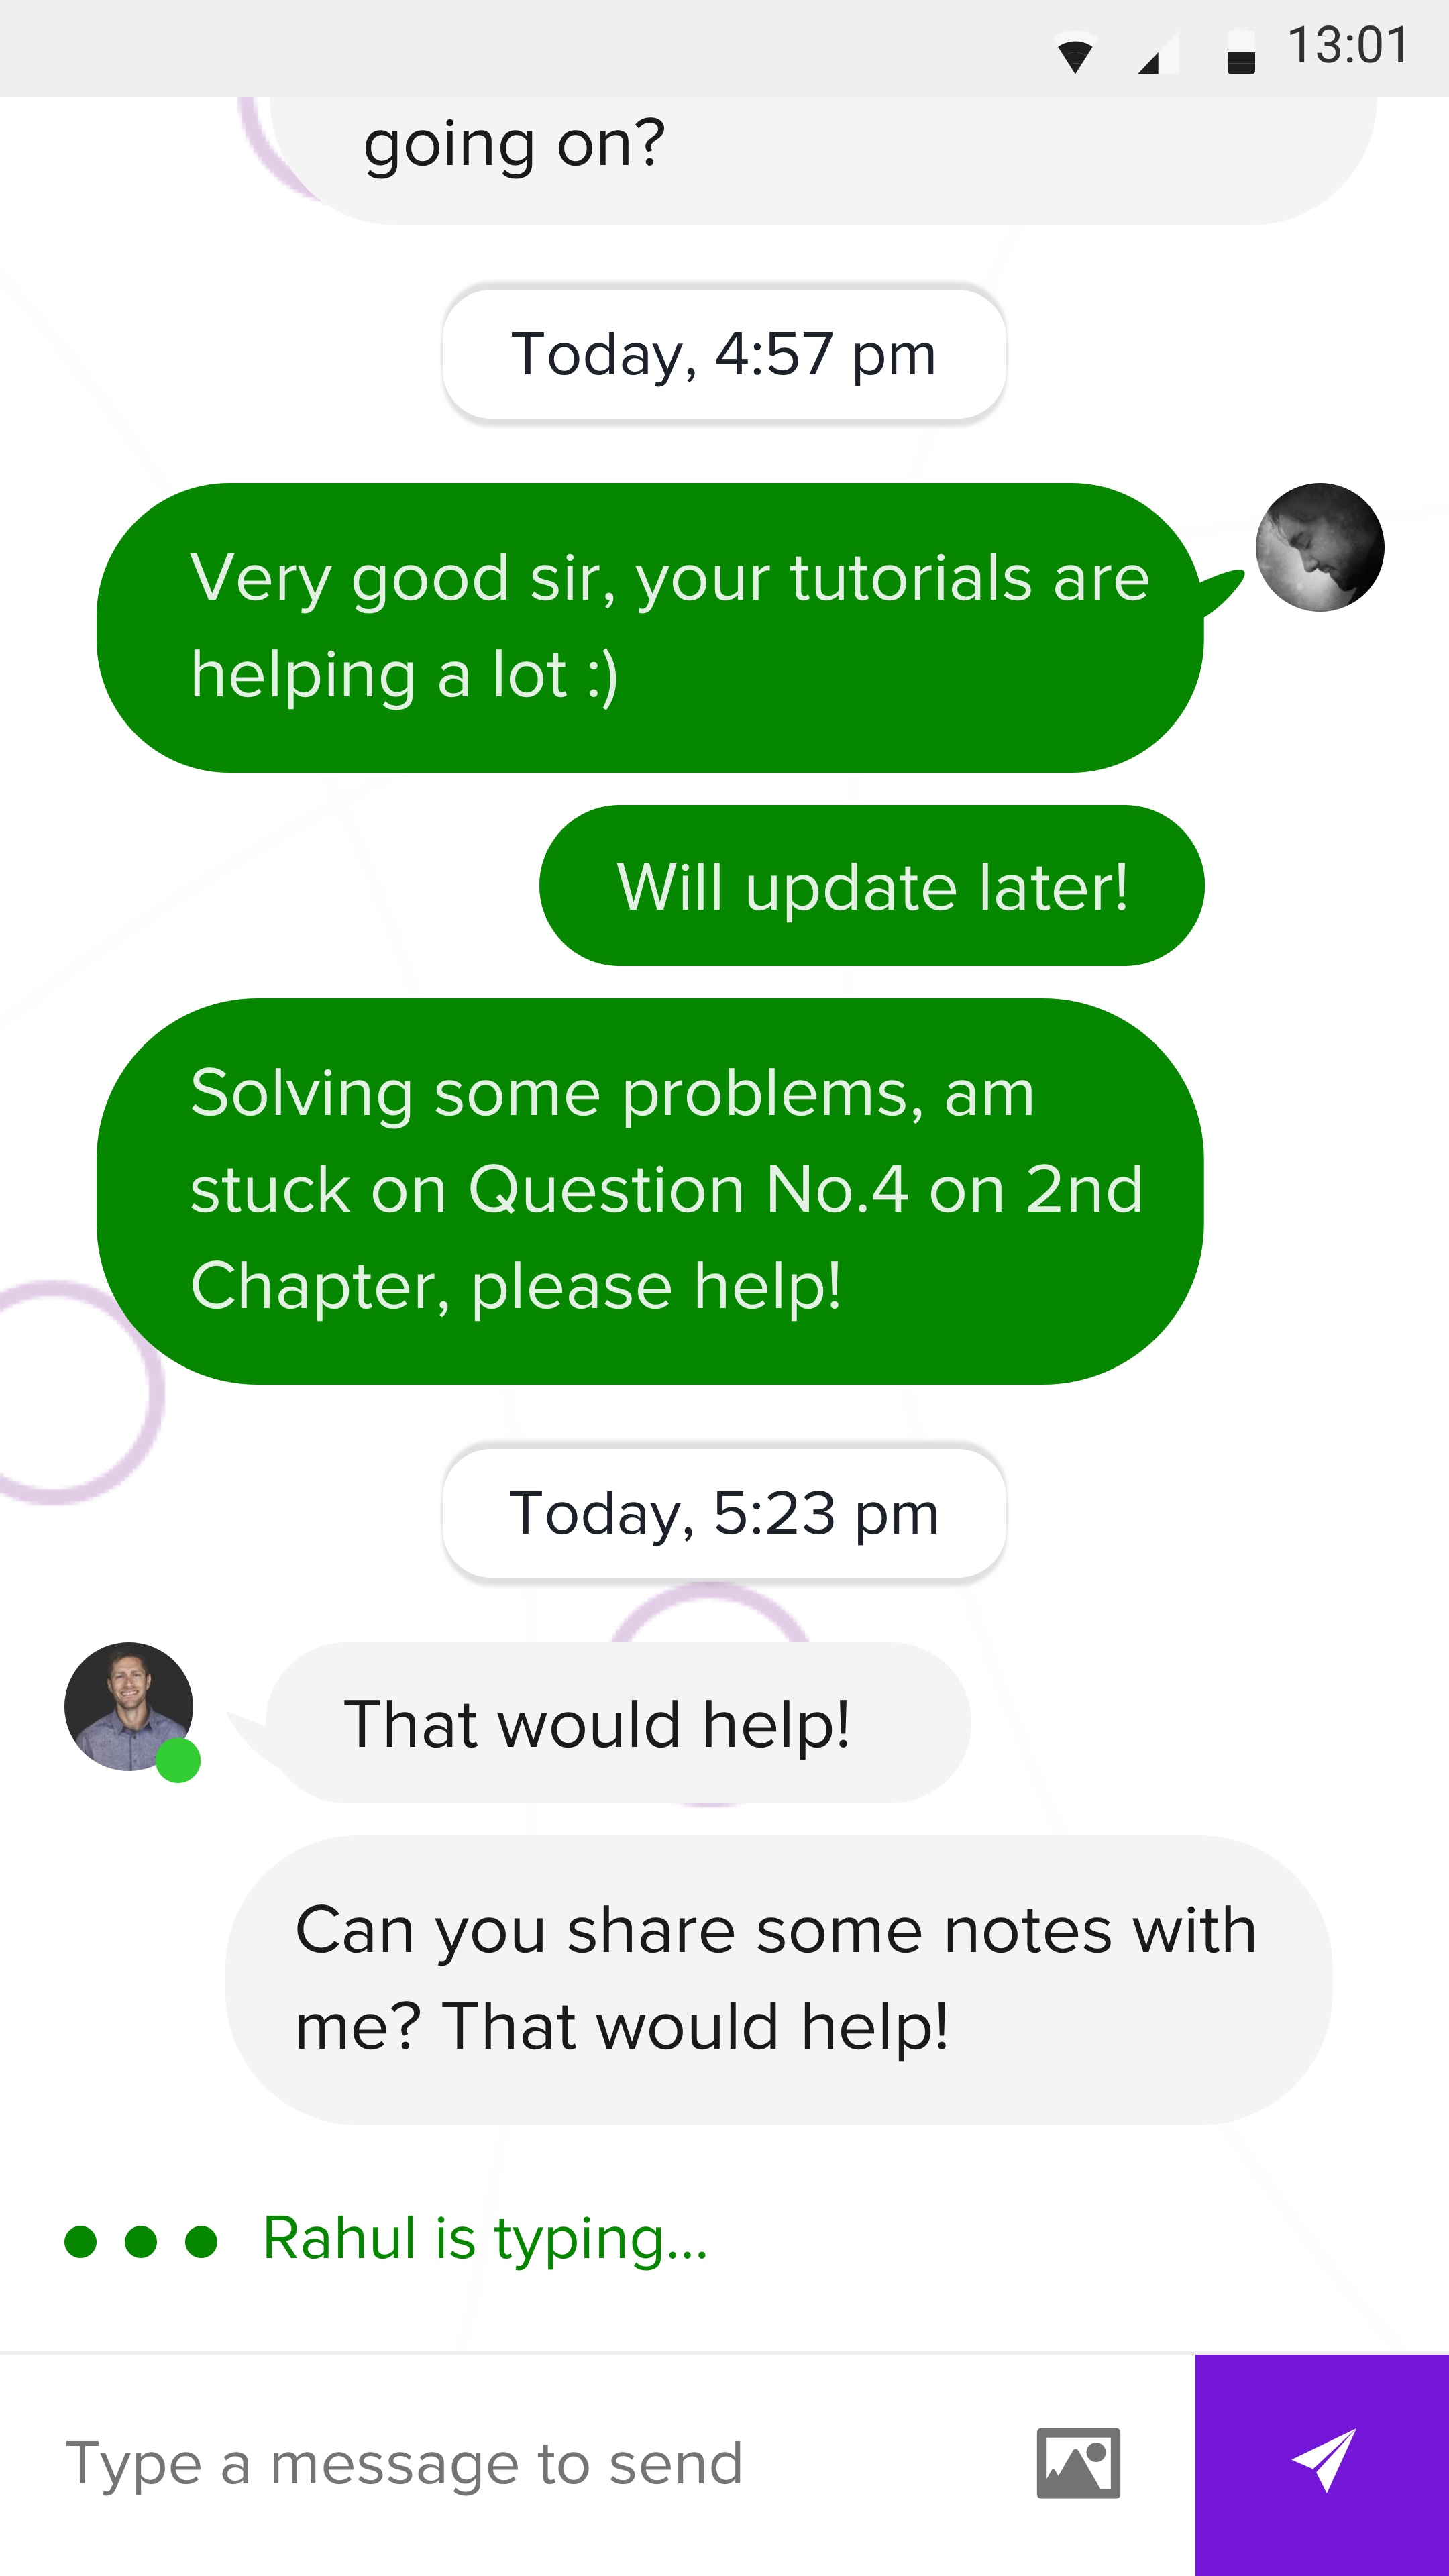 13:01
going on?
Today, 4:57 pm
Very good sir, your tutorials are
helping a lot :)
Will update later!
Solving some problems, am
stuck on Question No.4 on 2nd
Chapter, please help!
Today, 5:23 pm
That would help!
Can you share some notes with
me? That would help!
Rahul is typing...
Type a message to send